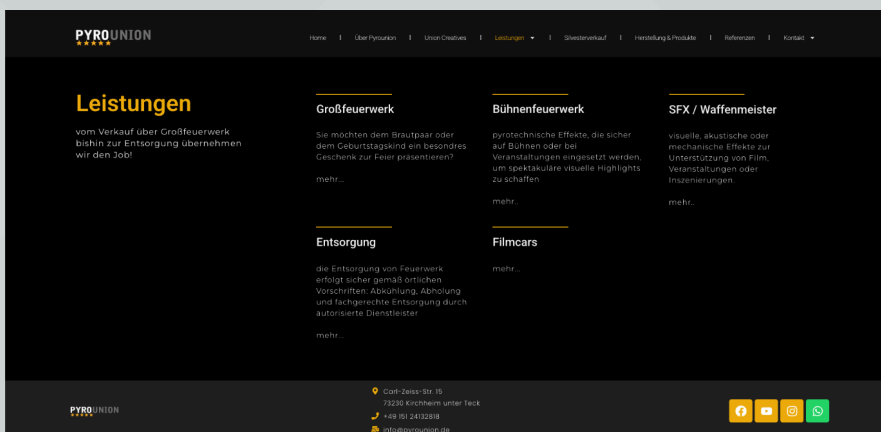 PYROUNION
Home | Über Pyrounion | Union Creatives | Leistungen | Silvesterverkauf | Herstellung & Produkte | Referenzen | Kontakt
Leistungen
vom Verkauf über Großfeuerwerk
bishin zur Entsorgung übernehmen
wir den Job!
Großfeuerwerk
Sie möchten dem Brautpaar oder
dem Geburtstagskind ein besondres
Geschenk zur Feier präsentieren?
mehr...
Bühnenfeuerwerk
pyrotechnische Effekte, die sicher
auf Bühnen oder bei
Veranstaltungen eingesetzt werden,
um spektakuläre visuelle Highlights
zu schaffen
mehr..
SFX / Waffenmeister
visuelle, akustische oder
mechanische Effekte zur
Unterstützung von Film,
Veranstaltungen oder
Inszenierungen.
mehr..
Entsorgung
die Entsorgung von Feuerwerk
erfolgt sicher gemäß örtlichen
Vorschriften: Abkühlung, Abholung
und fachgerechte Entsorgung durch
autorisierte Dienstleister
mehr...
Filmcars
mehr...
PYROUNION
Carl-Zeiss-Str. 15
73230 Kirchheim unter Teck
+49 151 24132818
info@pyrounion.de